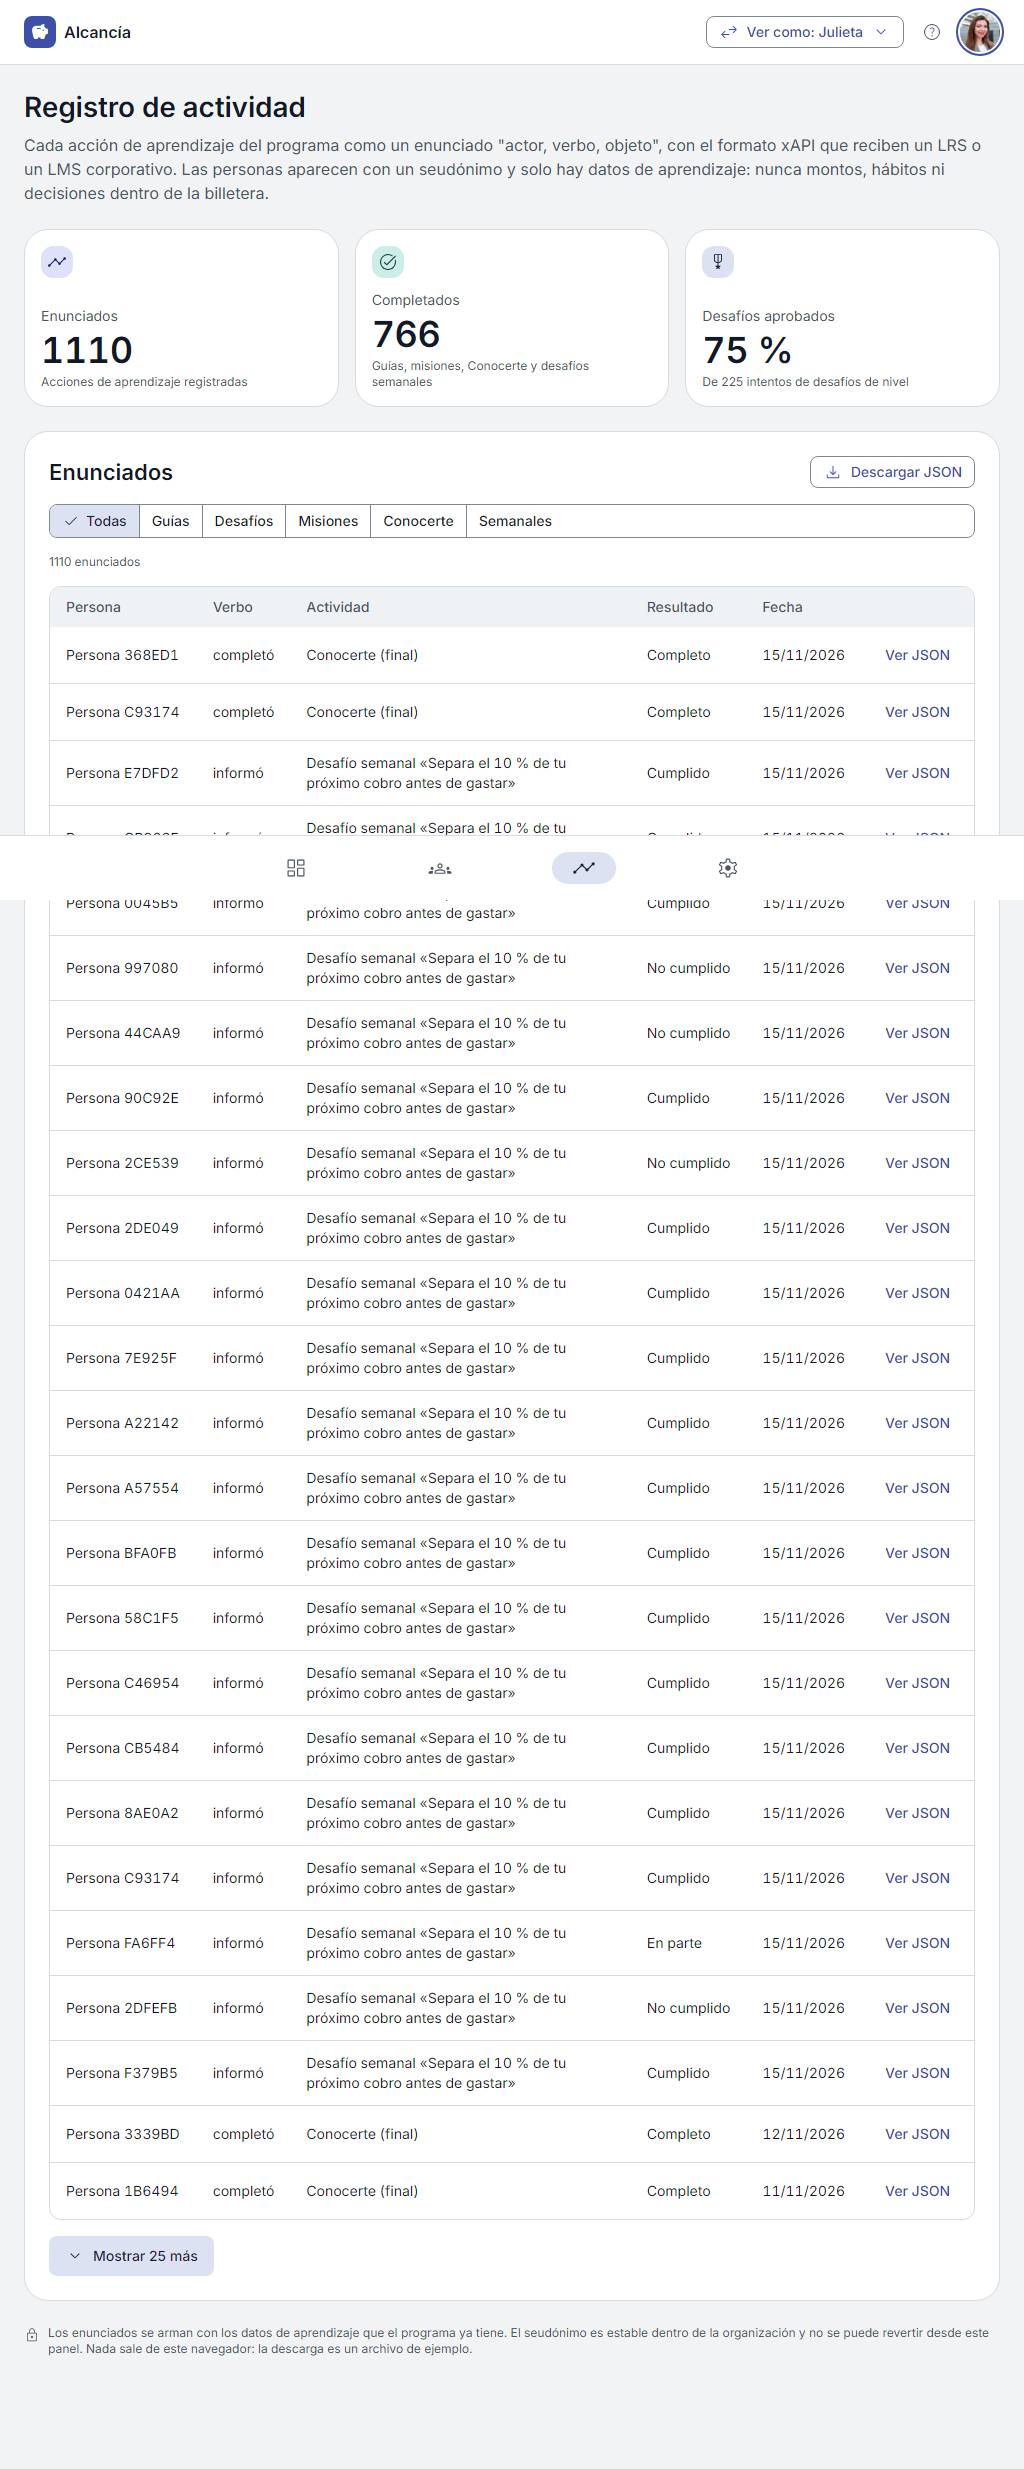 Alcancía
Ver como: Julieta
Registro de actividad
Cada acción de aprendizaje del programa como un enunciado "actor, verbo, objeto", con el formato xAPI que reciben un LRS o
un LMS corporativo. Las personas aparecen con un seudónimo y solo hay datos de aprendizaje: nunca montos, hábitos ni
decisiones dentro de la billetera.
Enunciados
1110
Acciones de aprendizaje registradas
Completados
766
Guías, misiones, Conocerte y desafíos
semanales
Desafíos aprobados
75 %
De 225 intentos de desafíos de nivel
Enunciados
Descargar JSON
Todas Guías Desafíos Misiones Conocerte Semanales
1110 enunciados
Persona Verbo Actividad Resultado Fecha
Persona 368ED1 completó Conocerte (final) Completo 15/11/2026 Ver JSON
Persona C93174 completó Conocerte (final) Completo 15/11/2026 Ver JSON
Persona E7DFD2 informó Desafío semanal «Separa el 10 % de tu
próximo cobro antes de gastar» Cumplido 15/11/2026 Ver JSON
Desafío semanal «Separa el 10 % de tu
Persona 0045B5 informó próximo cobro antes de gastar» Cumplido 15/11/2026 Ver JSON
Persona 997080 informó Desafío semanal «Separa el 10 % de tu
próximo cobro antes de gastar» No cumplido 15/11/2026 Ver JSON
Persona 44CAA9 informó Desafío semanal «Separa el 10 % de tu
próximo cobro antes de gastar» No cumplido 15/11/2026 Ver JSON
Persona 90C92E informó Desafío semanal «Separa el 10 % de tu
próximo cobro antes de gastar» Cumplido 15/11/2026 Ver JSON
Persona 2CE539 informó Desafío semanal «Separa el 10 % de tu
próximo cobro antes de gastar» No cumplido 15/11/2026 Ver JSON
Persona 2DE049 informó Desafío semanal «Separa el 10 % de tu
próximo cobro antes de gastar» Cumplido 15/11/2026 Ver JSON
Persona 0421AA informó Desafío semanal «Separa el 10 % de tu
próximo cobro antes de gastar» Cumplido 15/11/2026 Ver JSON
Persona 7E925F informó Desafío semanal «Separa el 10 % de tu
próximo cobro antes de gastar» Cumplido 15/11/2026 Ver JSON
Persona A22142 informó Desafío semanal «Separa el 10 % de tu
próximo cobro antes de gastar» Cumplido 15/11/2026 Ver JSON
Persona A57554 informó Desafío semanal «Separa el 10 % de tu
próximo cobro antes de gastar» Cumplido 15/11/2026 Ver JSON
Persona BFA0FB informó Desafío semanal «Separa el 10 % de tu
próximo cobro antes de gastar» Cumplido 15/11/2026 Ver JSON
Persona 58C1F5 informó Desafío semanal «Separa el 10 % de tu
próximo cobro antes de gastar» Cumplido 15/11/2026 Ver JSON
Persona C46954 informó Desafío semanal «Separa el 10 % de tu
próximo cobro antes de gastar» Cumplido 15/11/2026 Ver JSON
Persona CB5484 informó Desafío semanal «Separa el 10 % de tu
próximo cobro antes de gastar» Cumplido 15/11/2026 Ver JSON
Persona 8AE0A2 informó Desafío semanal «Separa el 10 % de tu
próximo cobro antes de gastar» Cumplido 15/11/2026 Ver JSON
Persona C93174 informó Desafío semanal «Separa el 10 % de tu
próximo cobro antes de gastar» Cumplido 15/11/2026 Ver JSON
Persona FA6FF4 informó Desafío semanal «Separa el 10 % de tu
próximo cobro antes de gastar» En parte 15/11/2026 Ver JSON
Persona 2DFEFB informó Desafío semanal «Separa el 10 % de tu
próximo cobro antes de gastar» No cumplido 15/11/2026 Ver JSON
Persona F379B5 informó Desafío semanal «Separa el 10 % de tu
próximo cobro antes de gastar» Cumplido 15/11/2026 Ver JSON
Persona 3339BD completó Conocerte (final) Completo 12/11/2026 Ver JSON
Persona 1B6494 completó Conocerte (final) Completo 11/11/2026 Ver JSON
Mostrar 25 más
Los enunciados se arman con los datos de aprendizaje que el programa ya tiene. El seudónimo es estable dentro de la organización y no se puede revertir desde este
panel. Nada sale de este navegador: la descarga es un archivo de ejemplo.